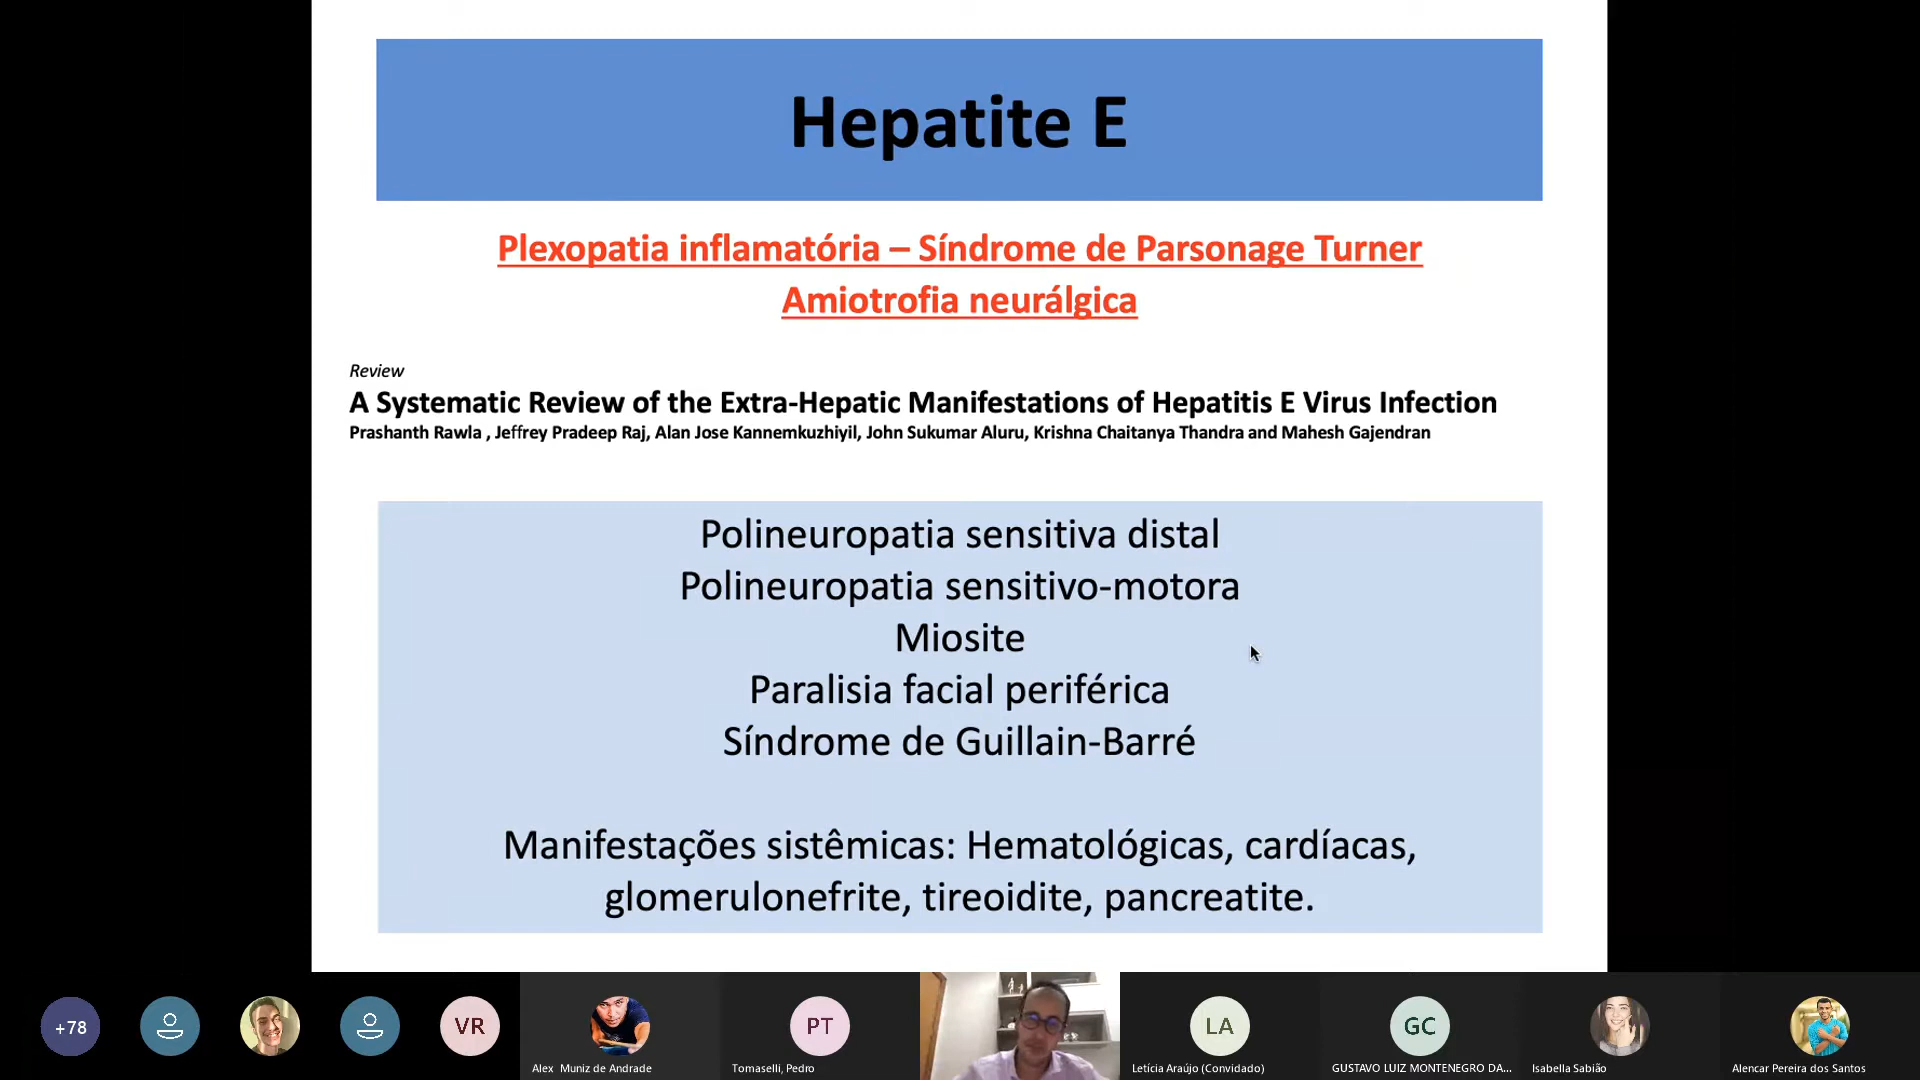 Hepatite E
Plexopatia inflamatória – Síndrome de Parsonage Turner
Amiotrofia neurálgica
Review
A Systematic Review of the Extra-Hepatic Manifestations of Hepatitis E Virus Infection
Prashanth Rawla , Jeffrey Pradeep Raj, Alan Jose Kannemkuzhiyil, John Sukumar Aluru, Krishna Chaitanya Thandra and Mahesh Gajendran
Polineuropatia sensitiva distal
Polineuropatia sensitivo-motora
Miosite
Paralisia facial periférica
Síndrome de Guillain-Barré
Manifestações sistêmicas: Hematológicas, cardíacas,
glomerulonefrite, tireoidite, pancreatite.
+78
VR
PT
LA
GC
Alex Muniz de Andrade
Tomaselli, Pedro
Letícia Araújo (Convidado)
GUSTAVO LUIZ MONTENEGRO DA...
Isabella Sabião
Alencar Pereira dos Santos